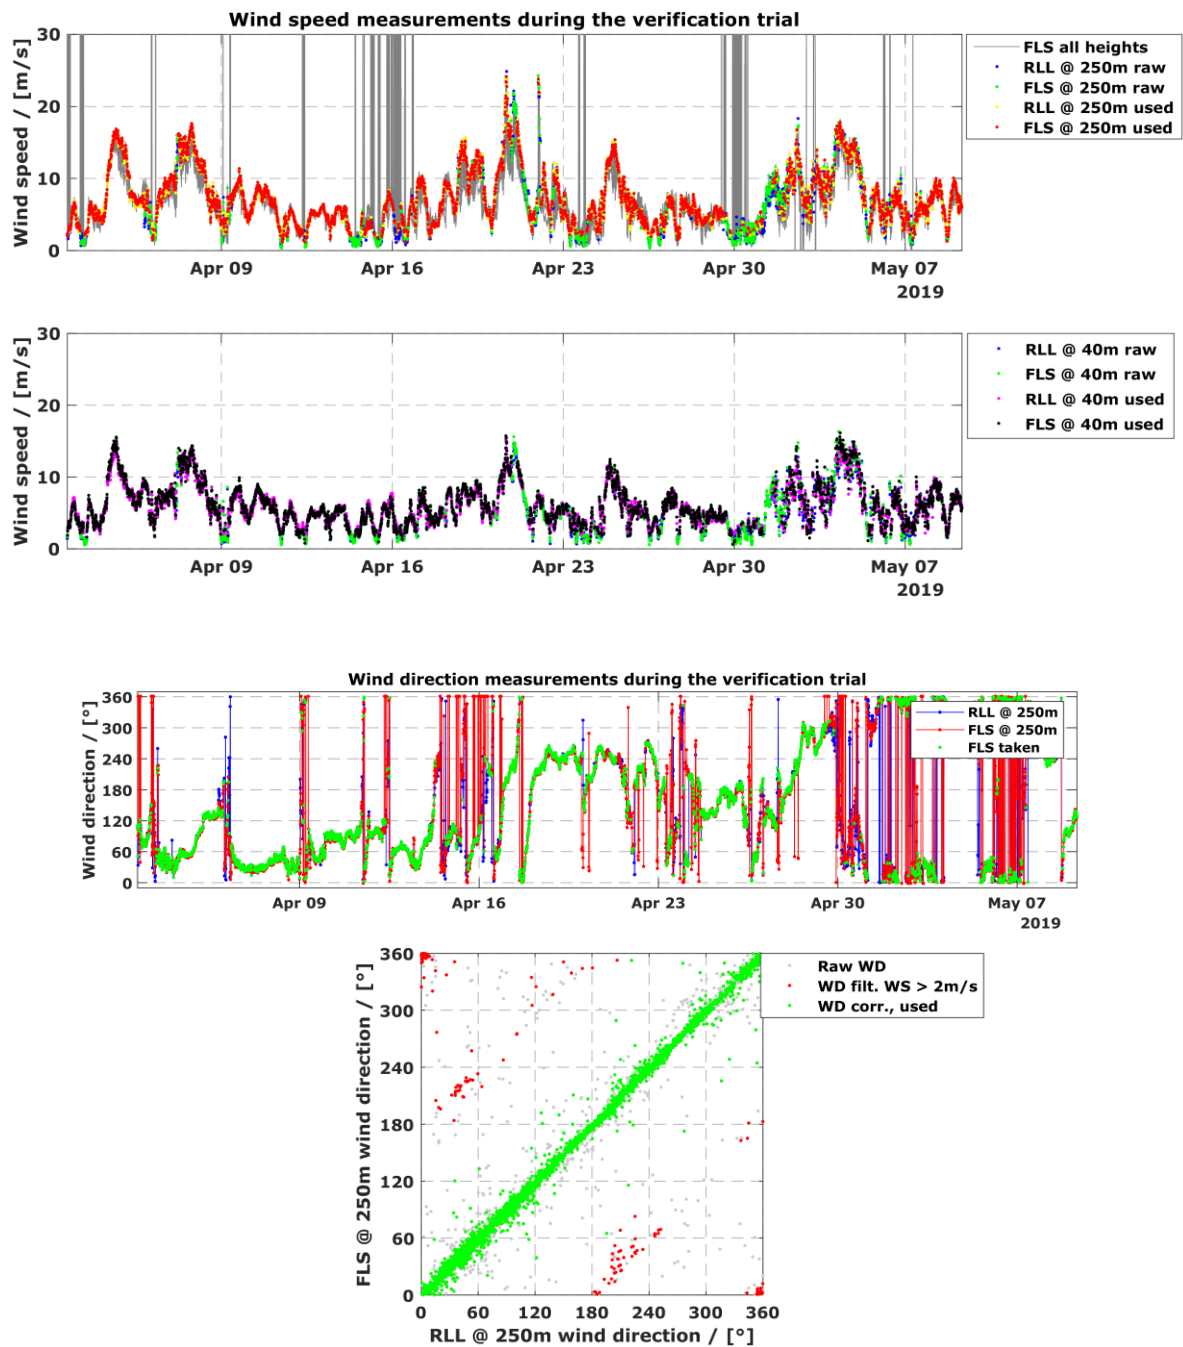 Wind speed measurements during the verification trial
Wind speed / [m/s]
30
20
10
0
Apr 09
Apr 16
Apr 23
Apr 30
May 07
2019
FLS all heights
RLL @ 250m raw
FLS @ 250m raw
RLL @ 250m used
FLS @ 250m used
Wind speed / [m/s]
30
20
10
0
Apr 09
Apr 16
Apr 23
Apr 30
May 07
2019
RLL @ 40m raw
FLS @ 40m raw
RLL @ 40m used
FLS @ 40m used
Wind direction measurements during the verification trial
Wind direction / [°]
360
300
240
180
120
60
0
Apr 09
Apr 16
Apr 23
Apr 30
May 07
2019
RLL @ 250m
FLS @ 250m
FLS taken
FLS @ 250m wind direction / [°]
360
300
240
180
120
60
0
0
60
120
180
240
300
360
RLL @ 250m wind direction / [°]
Raw WD
WD filt. WS > 2m/s
WD corr., used